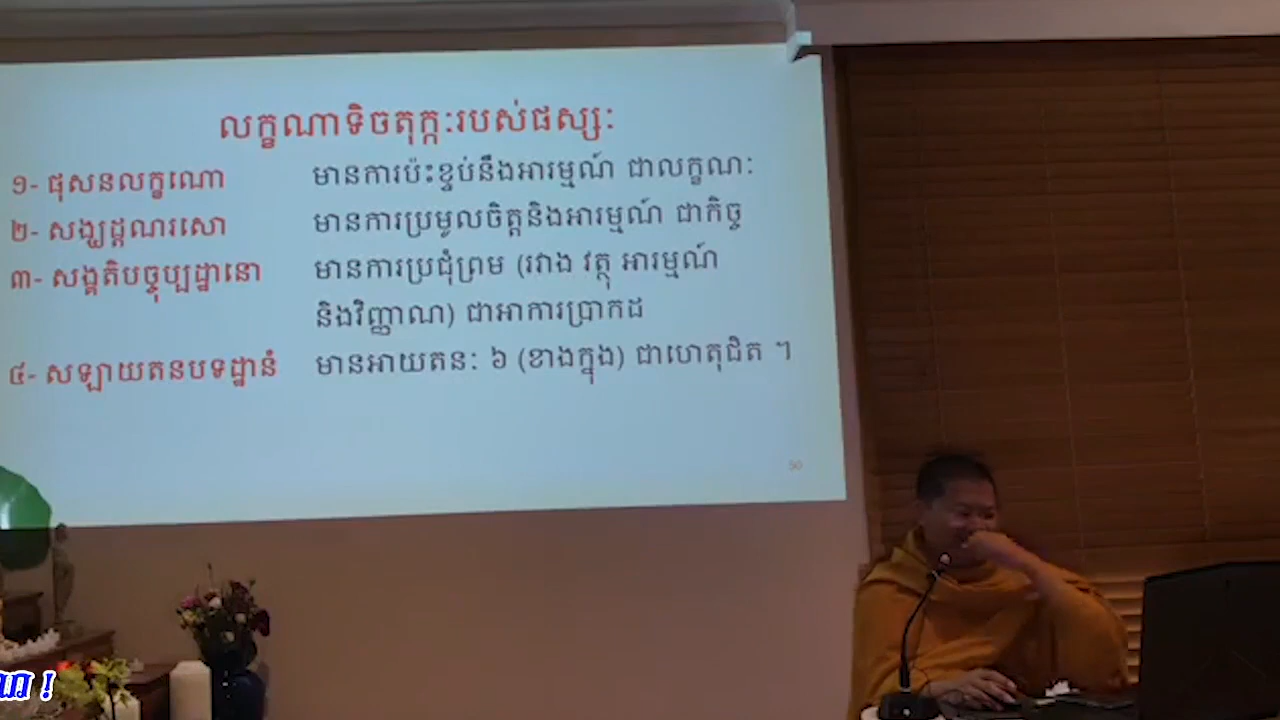 លក្ខណាទិចតុក្កៈរបស់ផស្សៈ
១- ផុសនលក្ខណោ មានការប៉ះខ្ទប់នឹងអារម្មណ៍ ជាលក្ខណៈ
២- សង្ឃដ្តណរសោ មានការប្រមូលចិត្តនិងអារម្មណ៍ ជាកិច្ច
៣- សង្គតិបច្ចុប្បដ្ឋានោ មានការប្រជុំព្រម (រវាង វត្ថុ អារម្មណ៍
និងវិញ្ញាណ) ជាអាការប្រាកដ
៤- សឡាយតនបទដ្ឋានំ មានអាយតនៈ ៦ (ខាងក្នុង) ជាហេតុជិត ។
50